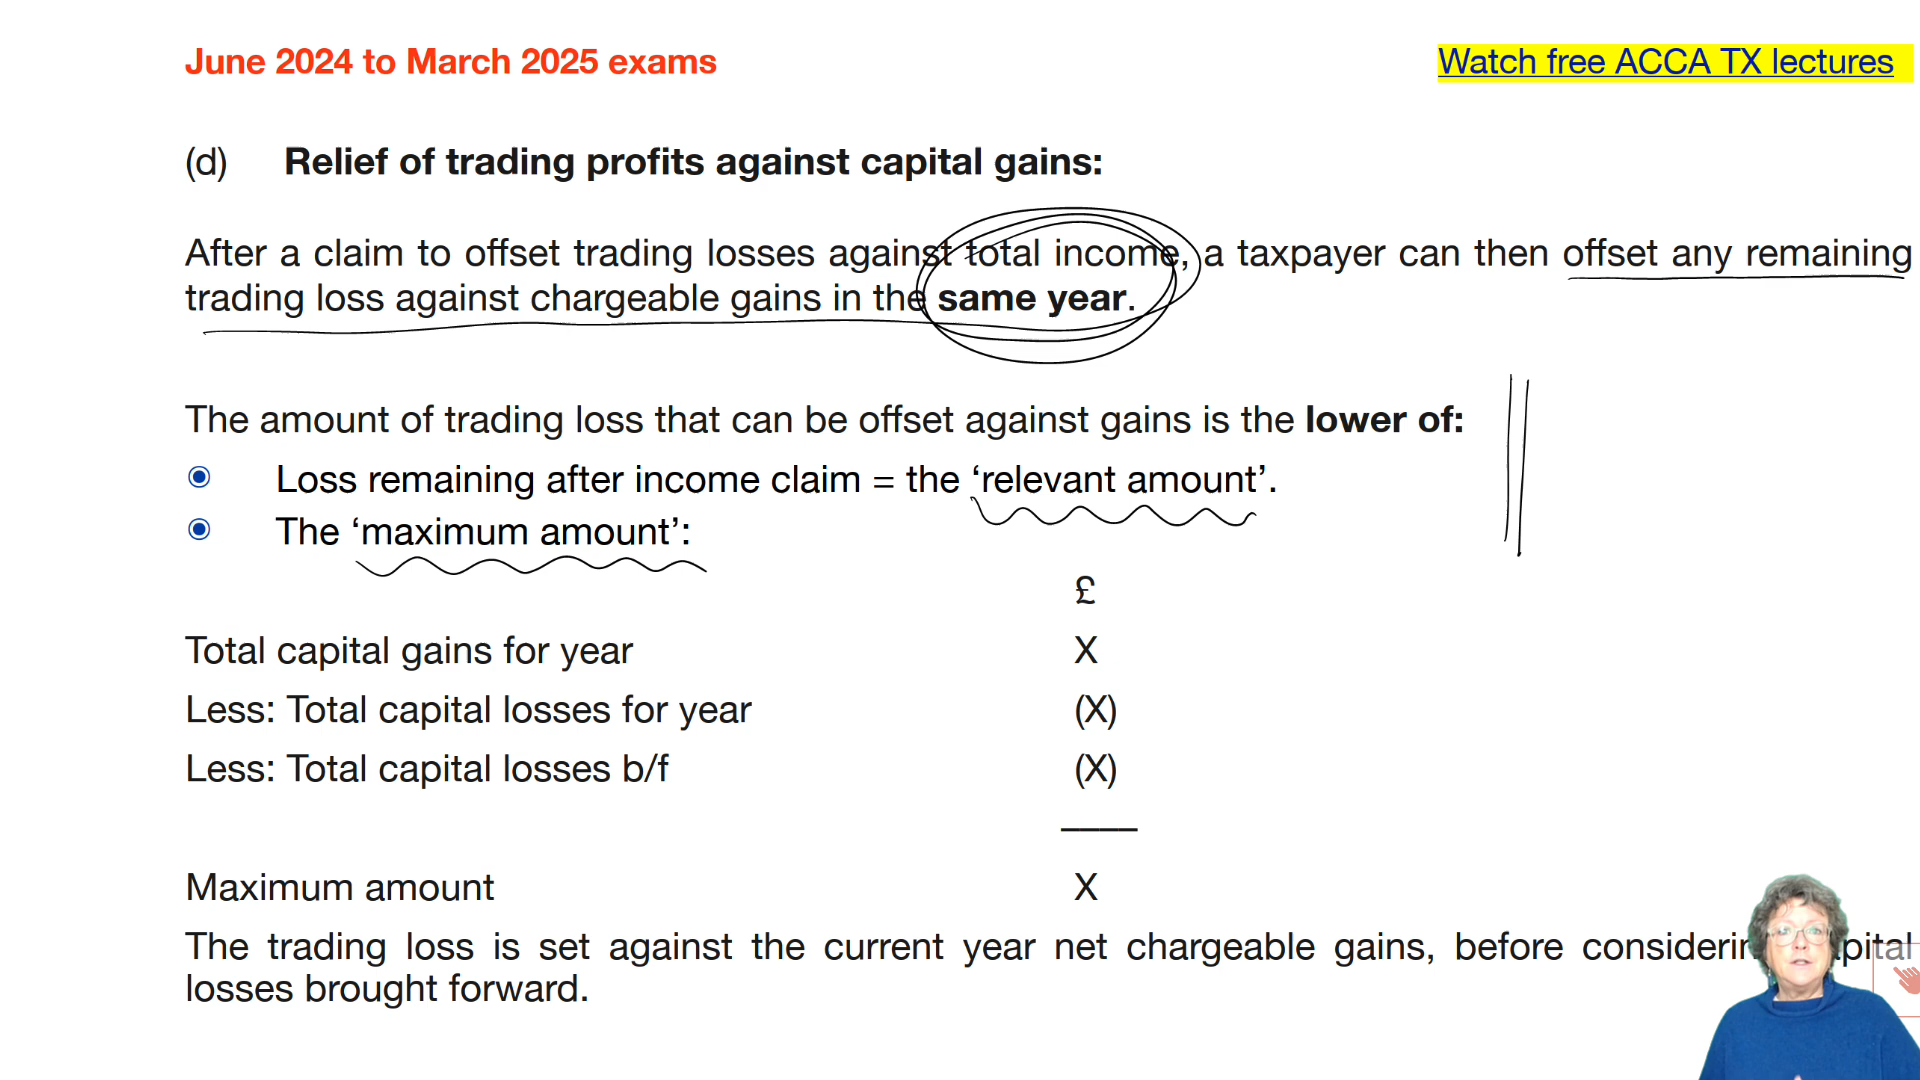 June 2024 to March 2025 exams
Watch free ACCA TX lectures
(d) Relief of trading profits against capital gains:
After a claim to offset trading losses against total income, a taxpayer can then offset any remaining
trading loss against chargeable gains in the same year.
The amount of trading loss that can be offset against gains is the lower of:
Loss remaining after income claim = the ‘relevant amount’.
The ‘maximum amount’:
£
Total capital gains for year X
Less: Total capital losses for year (X)
Less: Total capital losses b/f (X)
Maximum amount X
The trading loss is set against the current year net chargeable gains, before
losses brought forward.